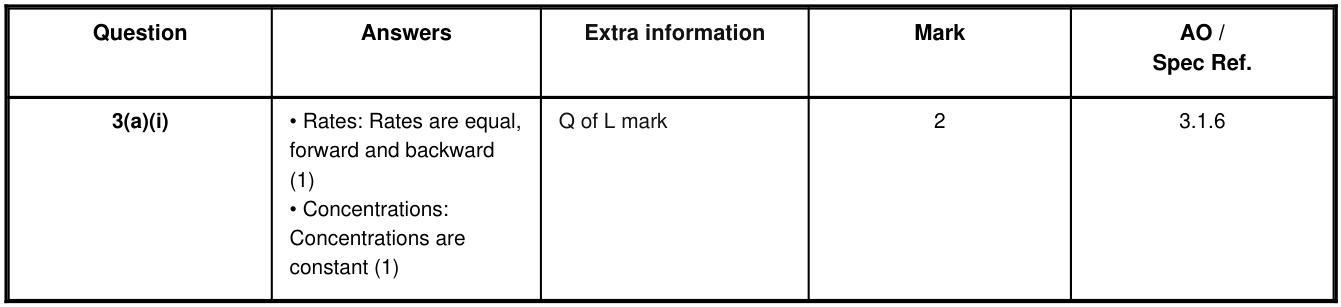 Question Answers Extra information Mark AO /
Spec Ref.
3(a)(i) • Rates: Rates are equal, Q of L mark 2 3.1.6
forward and backward
(1)
• Concentrations:
Concentrations are
constant (1)